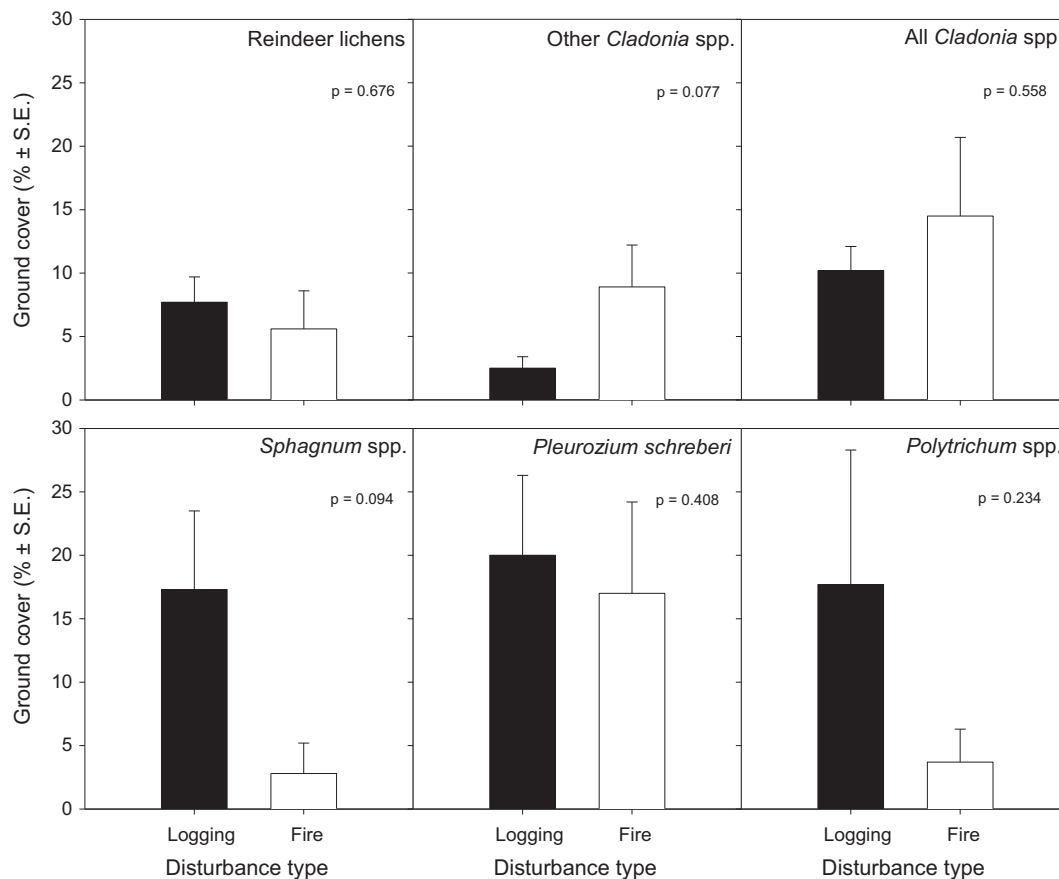 Reindeer lichens
Other Cladonia spp.
All Cladonia spp.
p = 0.676
p = 0.077
p = 0.558
Ground cover (% ± S.E.)
30
25
20
15
10
5
0
Sphagnum spp.
Pleurozium schreberi
Polytrichum spp.
p = 0.094
p = 0.408
p = 0.234
Ground cover (% ± S.E.)
30
25
20
15
10
5
0
Logging Fire
Logging Fire
Logging Fire
Disturbance type
Disturbance type
Disturbance type